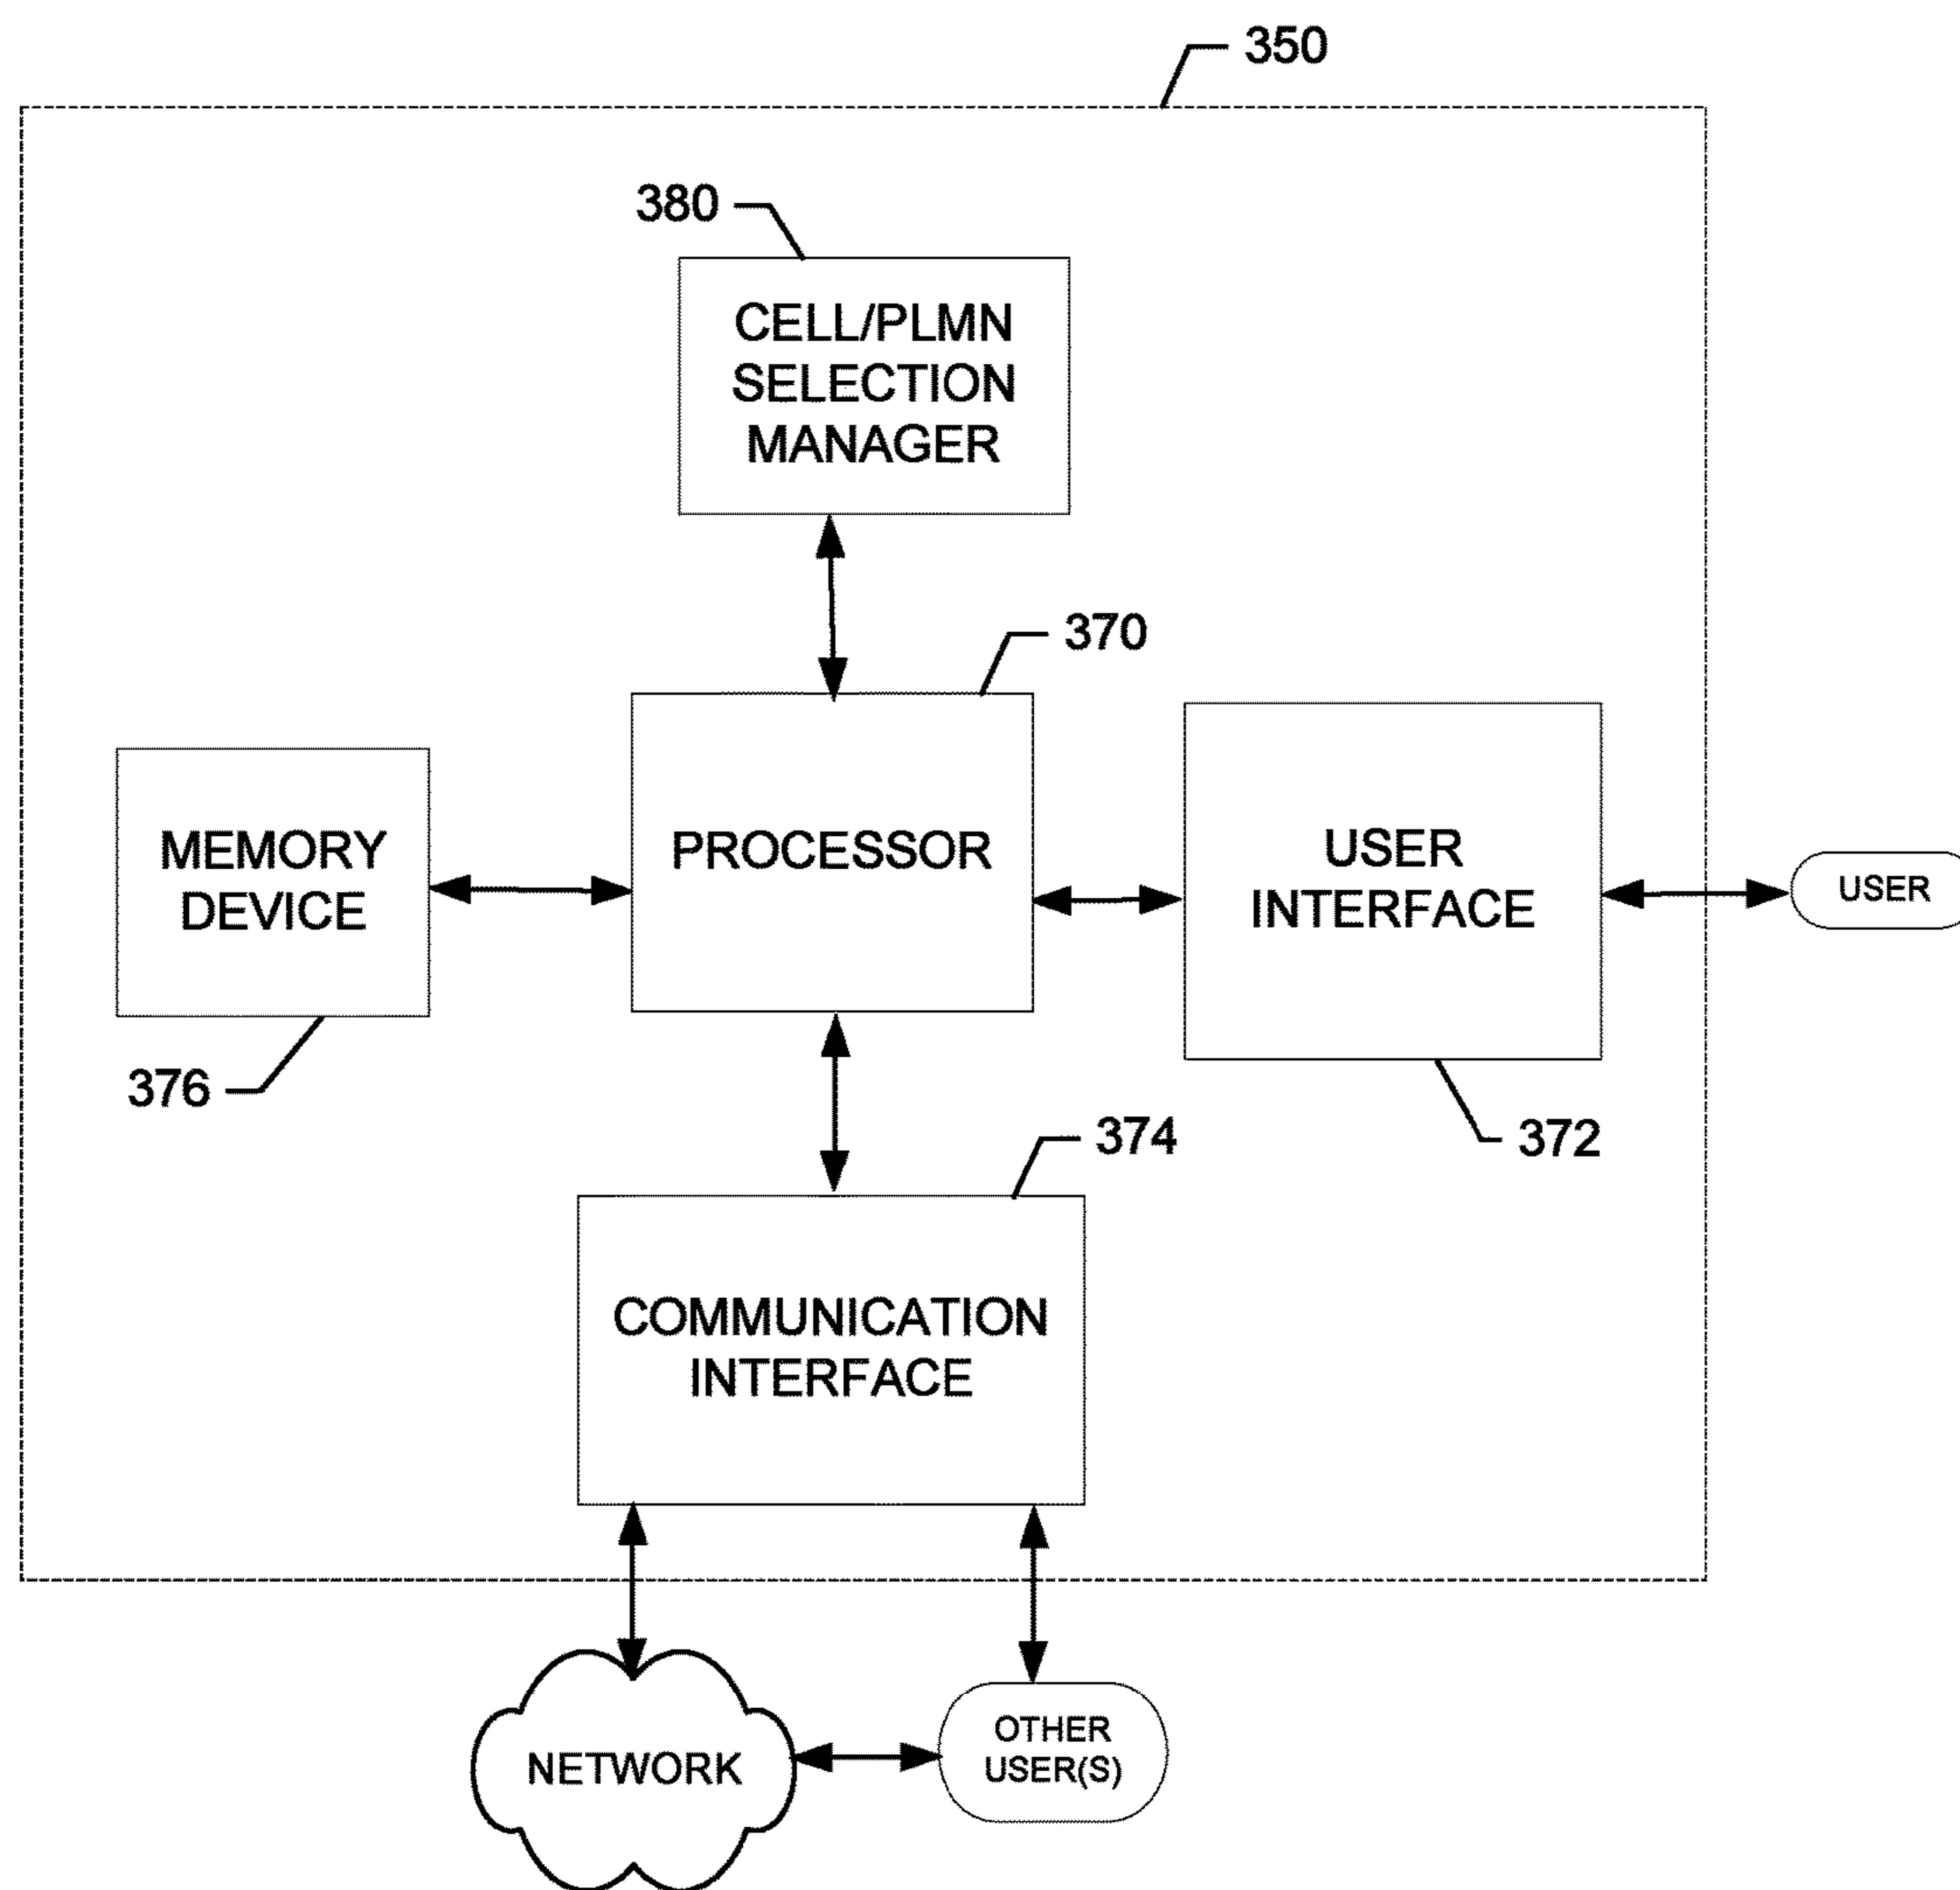 350
380
CELL/PLMN
SELECTION
MANAGER
370
MEMORY
DEVICE
PROCESSOR
USER
INTERFACE
USER
376
374
372
COMMUNICATION
INTERFACE
NETWORK
OTHER
USER(S)